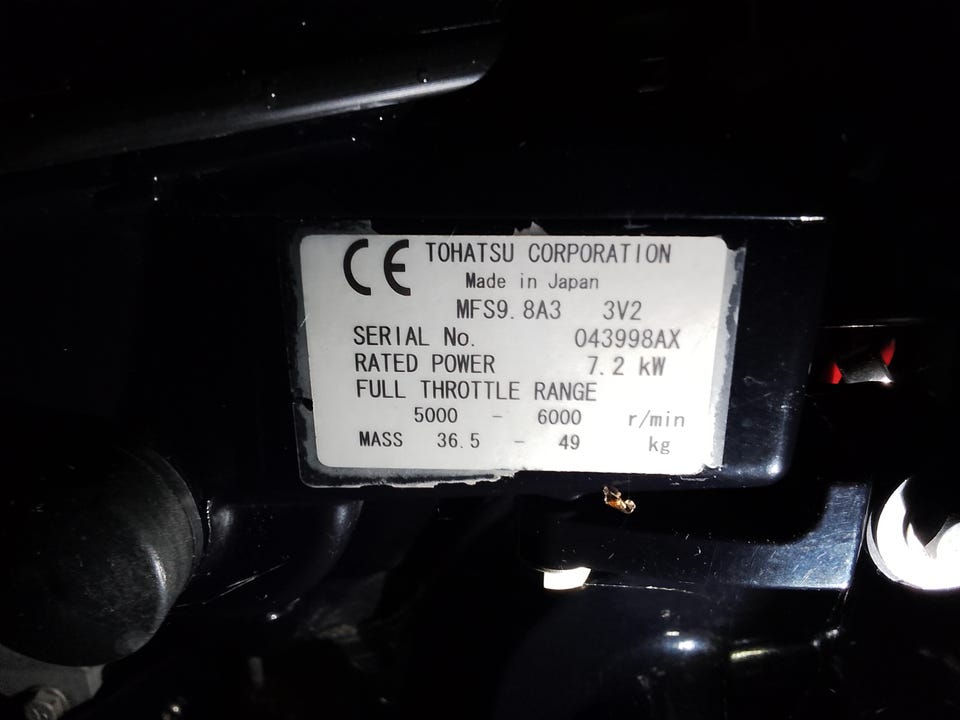 CE TOHATSU CORPORATION
Made in Japan
MFS9.8A3 3V2
SERIAL No. 043998AX
RATED POWER 7.2 kW
FULL THROTTLE RANGE
5000 - 6000 r/min
MASS 36.5 - 49 kg